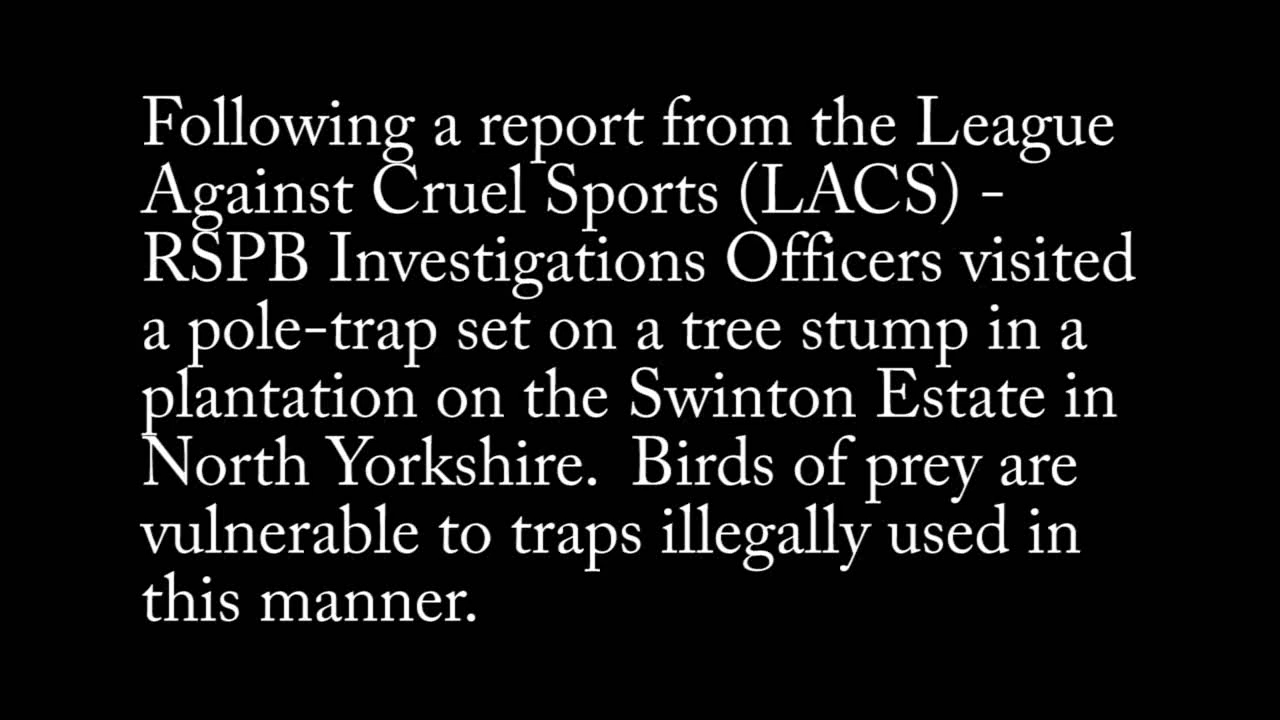 Following a report from the League
Against Cruel Sports (LACS) -
RSPB Investigations Officers visited
a pole-trap set on a tree stump in a
plantation on the Swinton Estate in
North Yorkshire.  Birds of prey are
vulnerable to traps illegally used in
this manner.